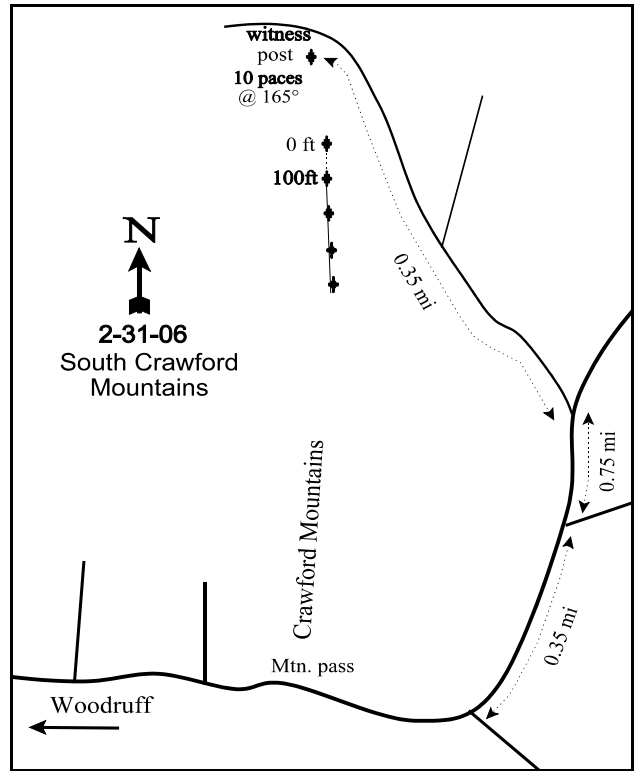 witness
post
10 paces
@ 165°
0 ft
100ft
N
0.35 mi
2-31-06
South Crawford
Mountains
0.75 mi
Crawford Mountains
0.35 mi
Mtn. pass
Woodruff